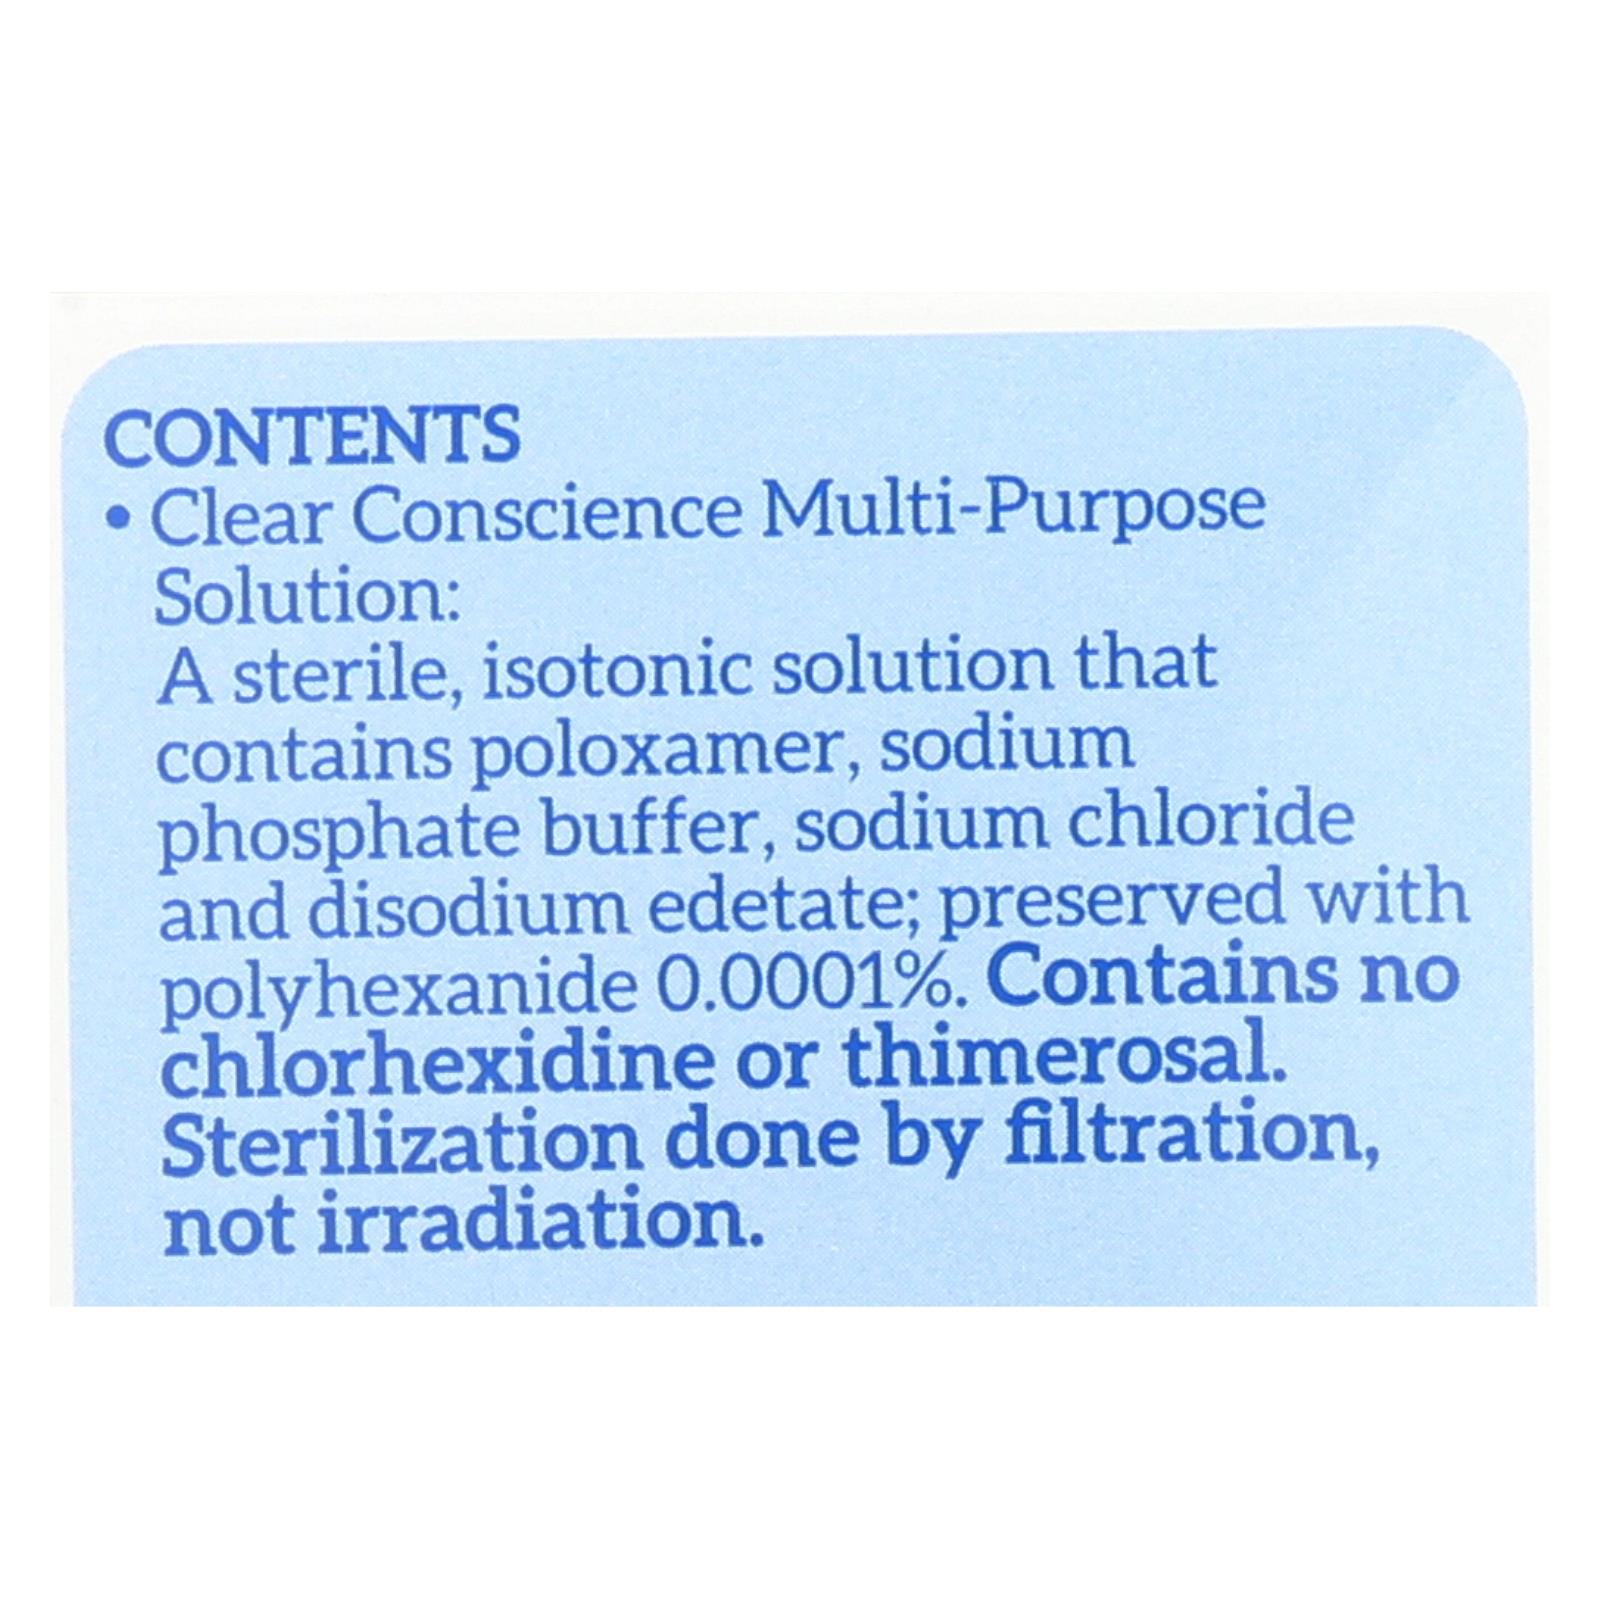 CONTENTS
• Clear Conscience Multi-Purpose
Solution:
A sterile, isotonic solution that
contains poloxamer, sodium
phosphate buffer, sodium chloride
and disodium edetate; preserved with
polyhexanide 0.0001%. Contains no
chlorhexidine or thimerosal.
Sterilization done by filtration,
not irradiation.